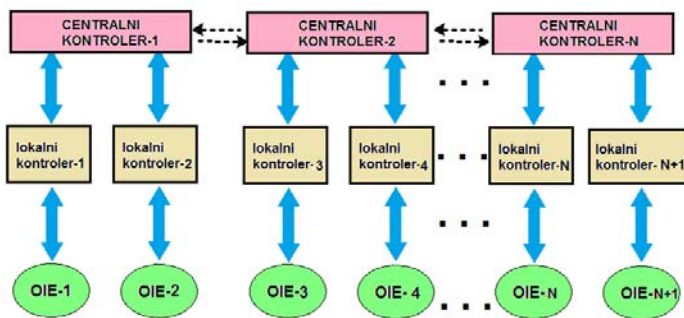 CENTRALNI
KONTROLER-1
CENTRALNI
KONTROLER-2
CENTRALNI
KONTROLER-N
. . .
lokalni
kontroler-1
lokalni
kontroler-2
lokalni
kontroler-3
lokalni
kontroler-4
. . .
lokalni
kontroler-N
lokalni
kontroler- N+1
. . .
OIE-1
OIE-2
OIE-3
OIE- 4
. . .
OIE-N
OIE-N+1